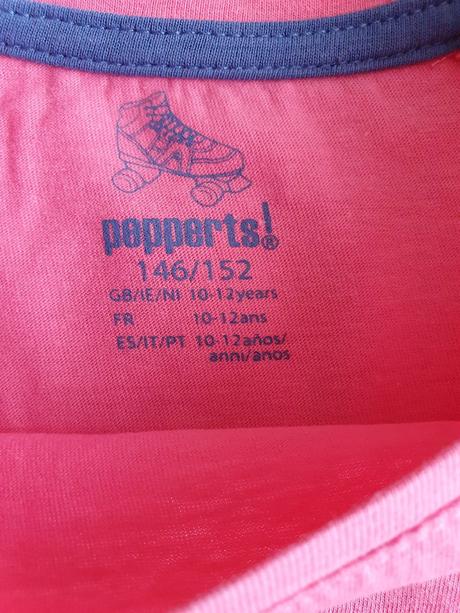 pepperts!®
146/152
GB/IE/NI 10-12years
FR 10-12ans
ES/IT/PT 10-12años/
anni/anos